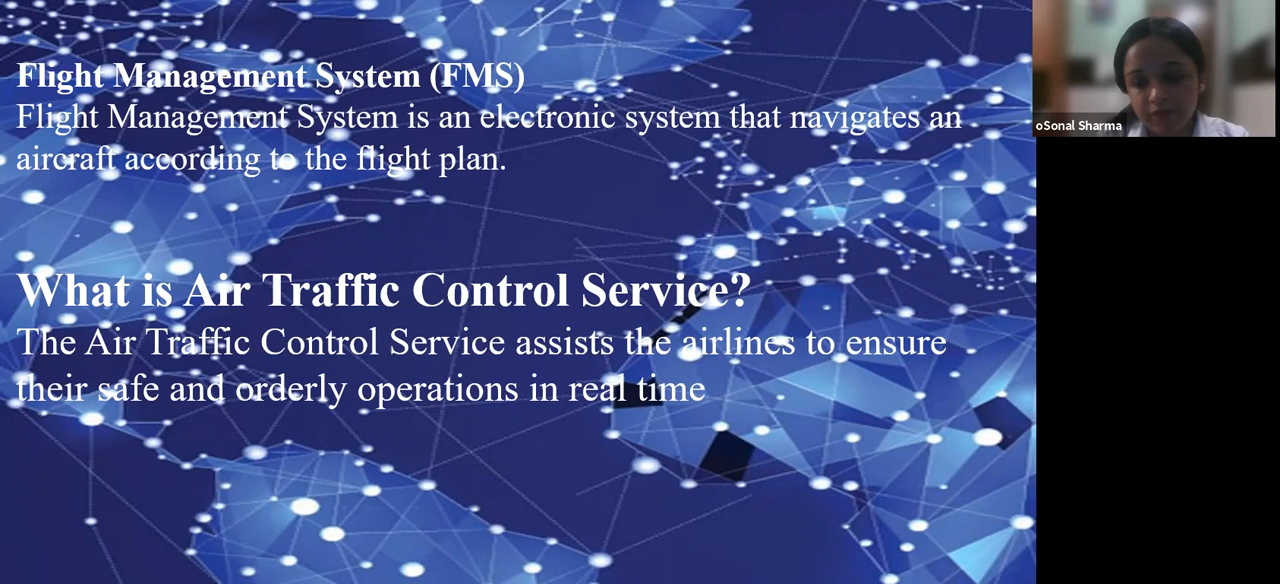 Flight Management System (FMS)
Flight Management System is an electronic system that navigates an
aircraft according to the flight plan.
What is Air Traffic Control Service?
The Air Traffic Control Service assists the airlines to ensure
their safe and orderly operations in real time
oSonal Sharma